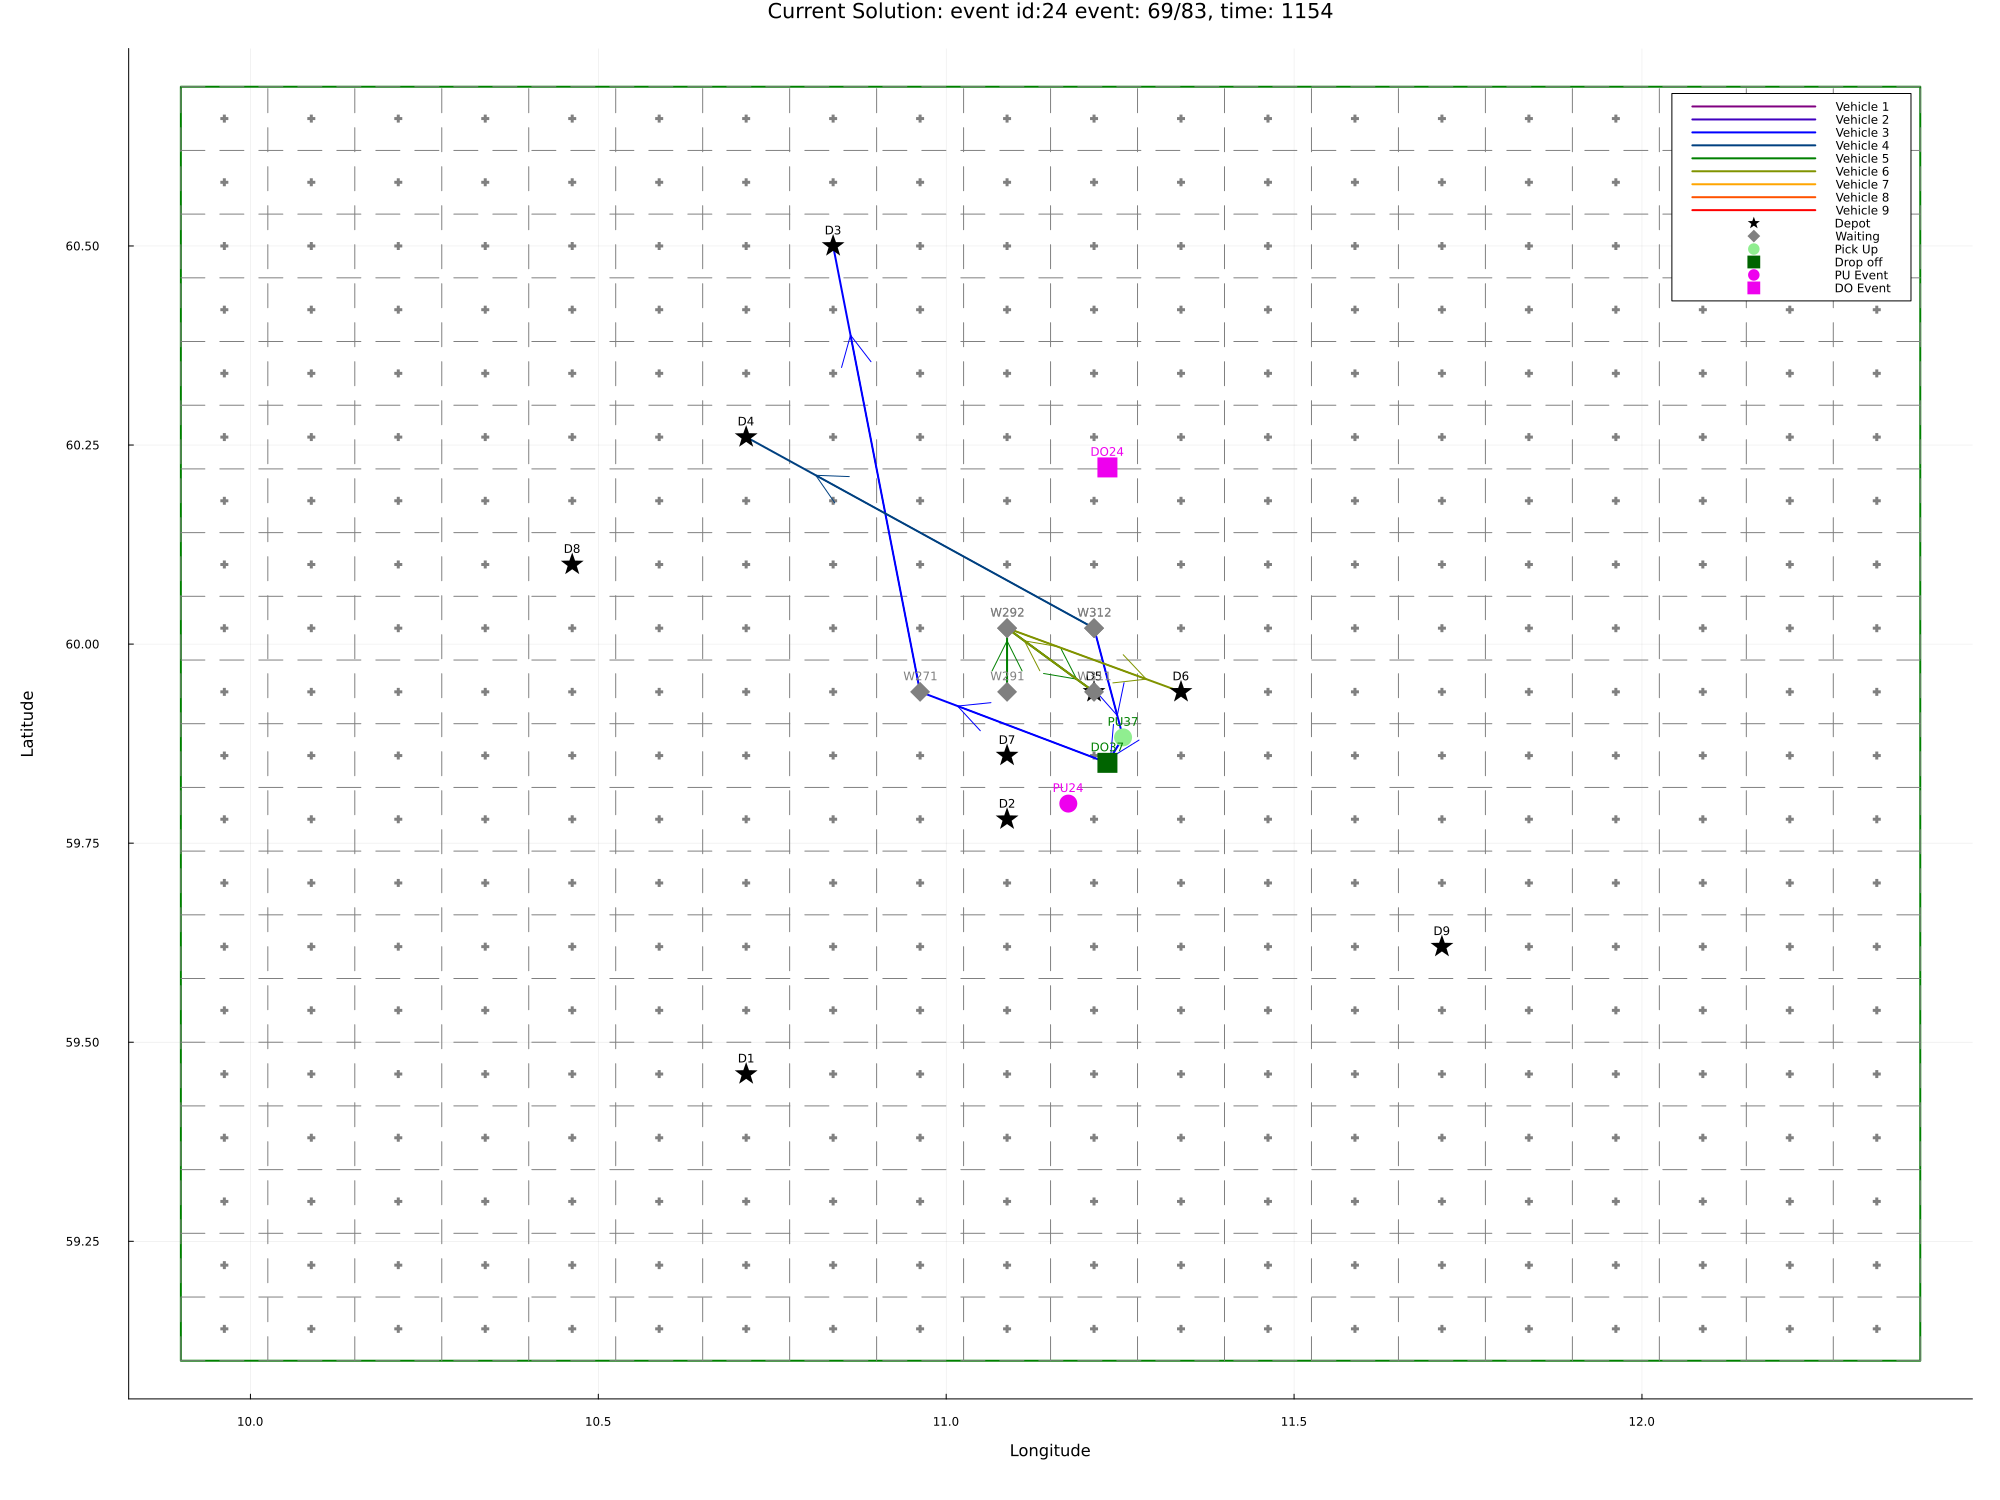 Current Solution: event id:24 event: 69/83, time: 1154
Vehicle 1
Vehicle 2
Vehicle 3
Vehicle 4
Vehicle 5
Vehicle 6
Vehicle 7
Vehicle 8
Vehicle 9
Depot
Waiting
Pick Up
Drop off
PU Event
DO Event
D3
60.50
D4
60.25
DO24
D8
W292
W312
60.00
W271
W291
D5
D6
PU37
DO37
D7
PU24
D2
59.75
D9
59.50
D1
59.25
Latitude
10.0
10.5
11.0
11.5
12.0
Longitude